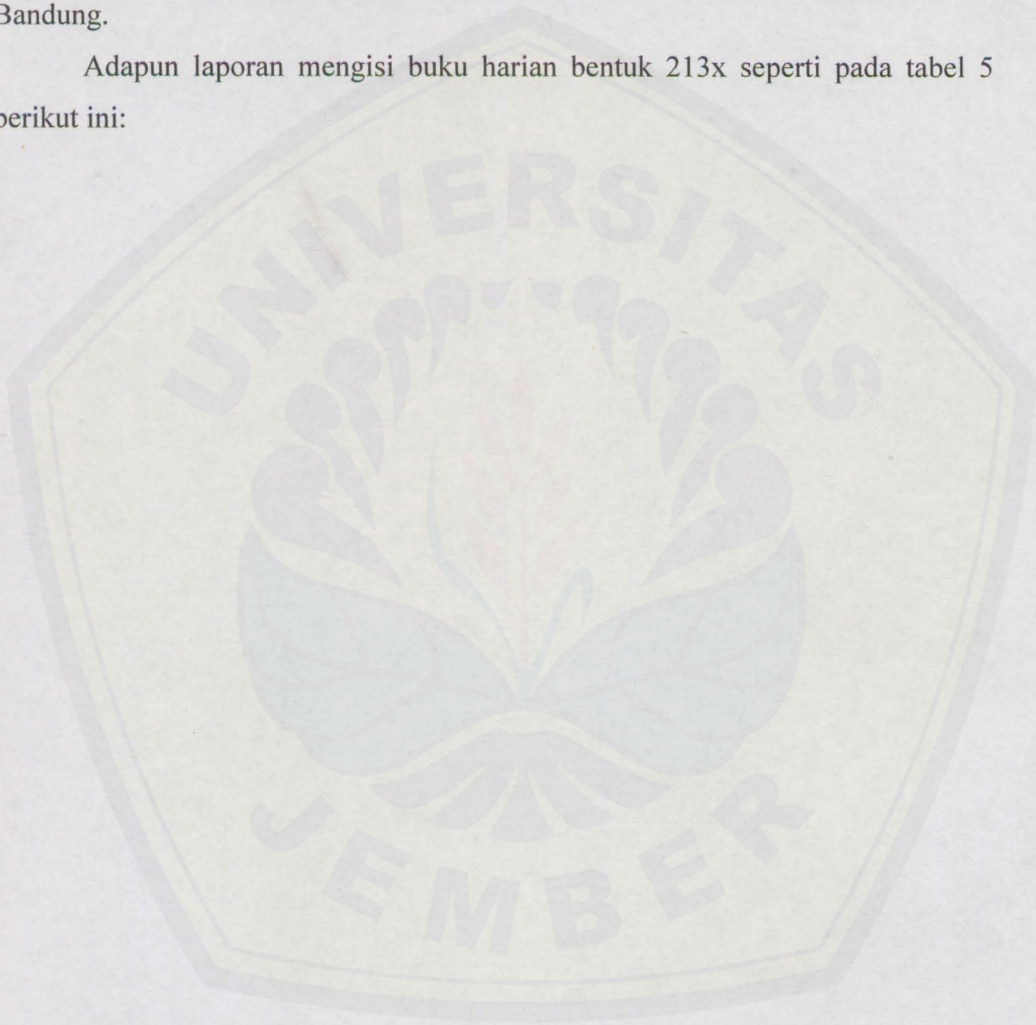 Bandung.
Adapun laporan mengisi buku harian bentuk 213x seperti pada tabel 5
berikut ini:
UNIVERSITAS
JEMBER